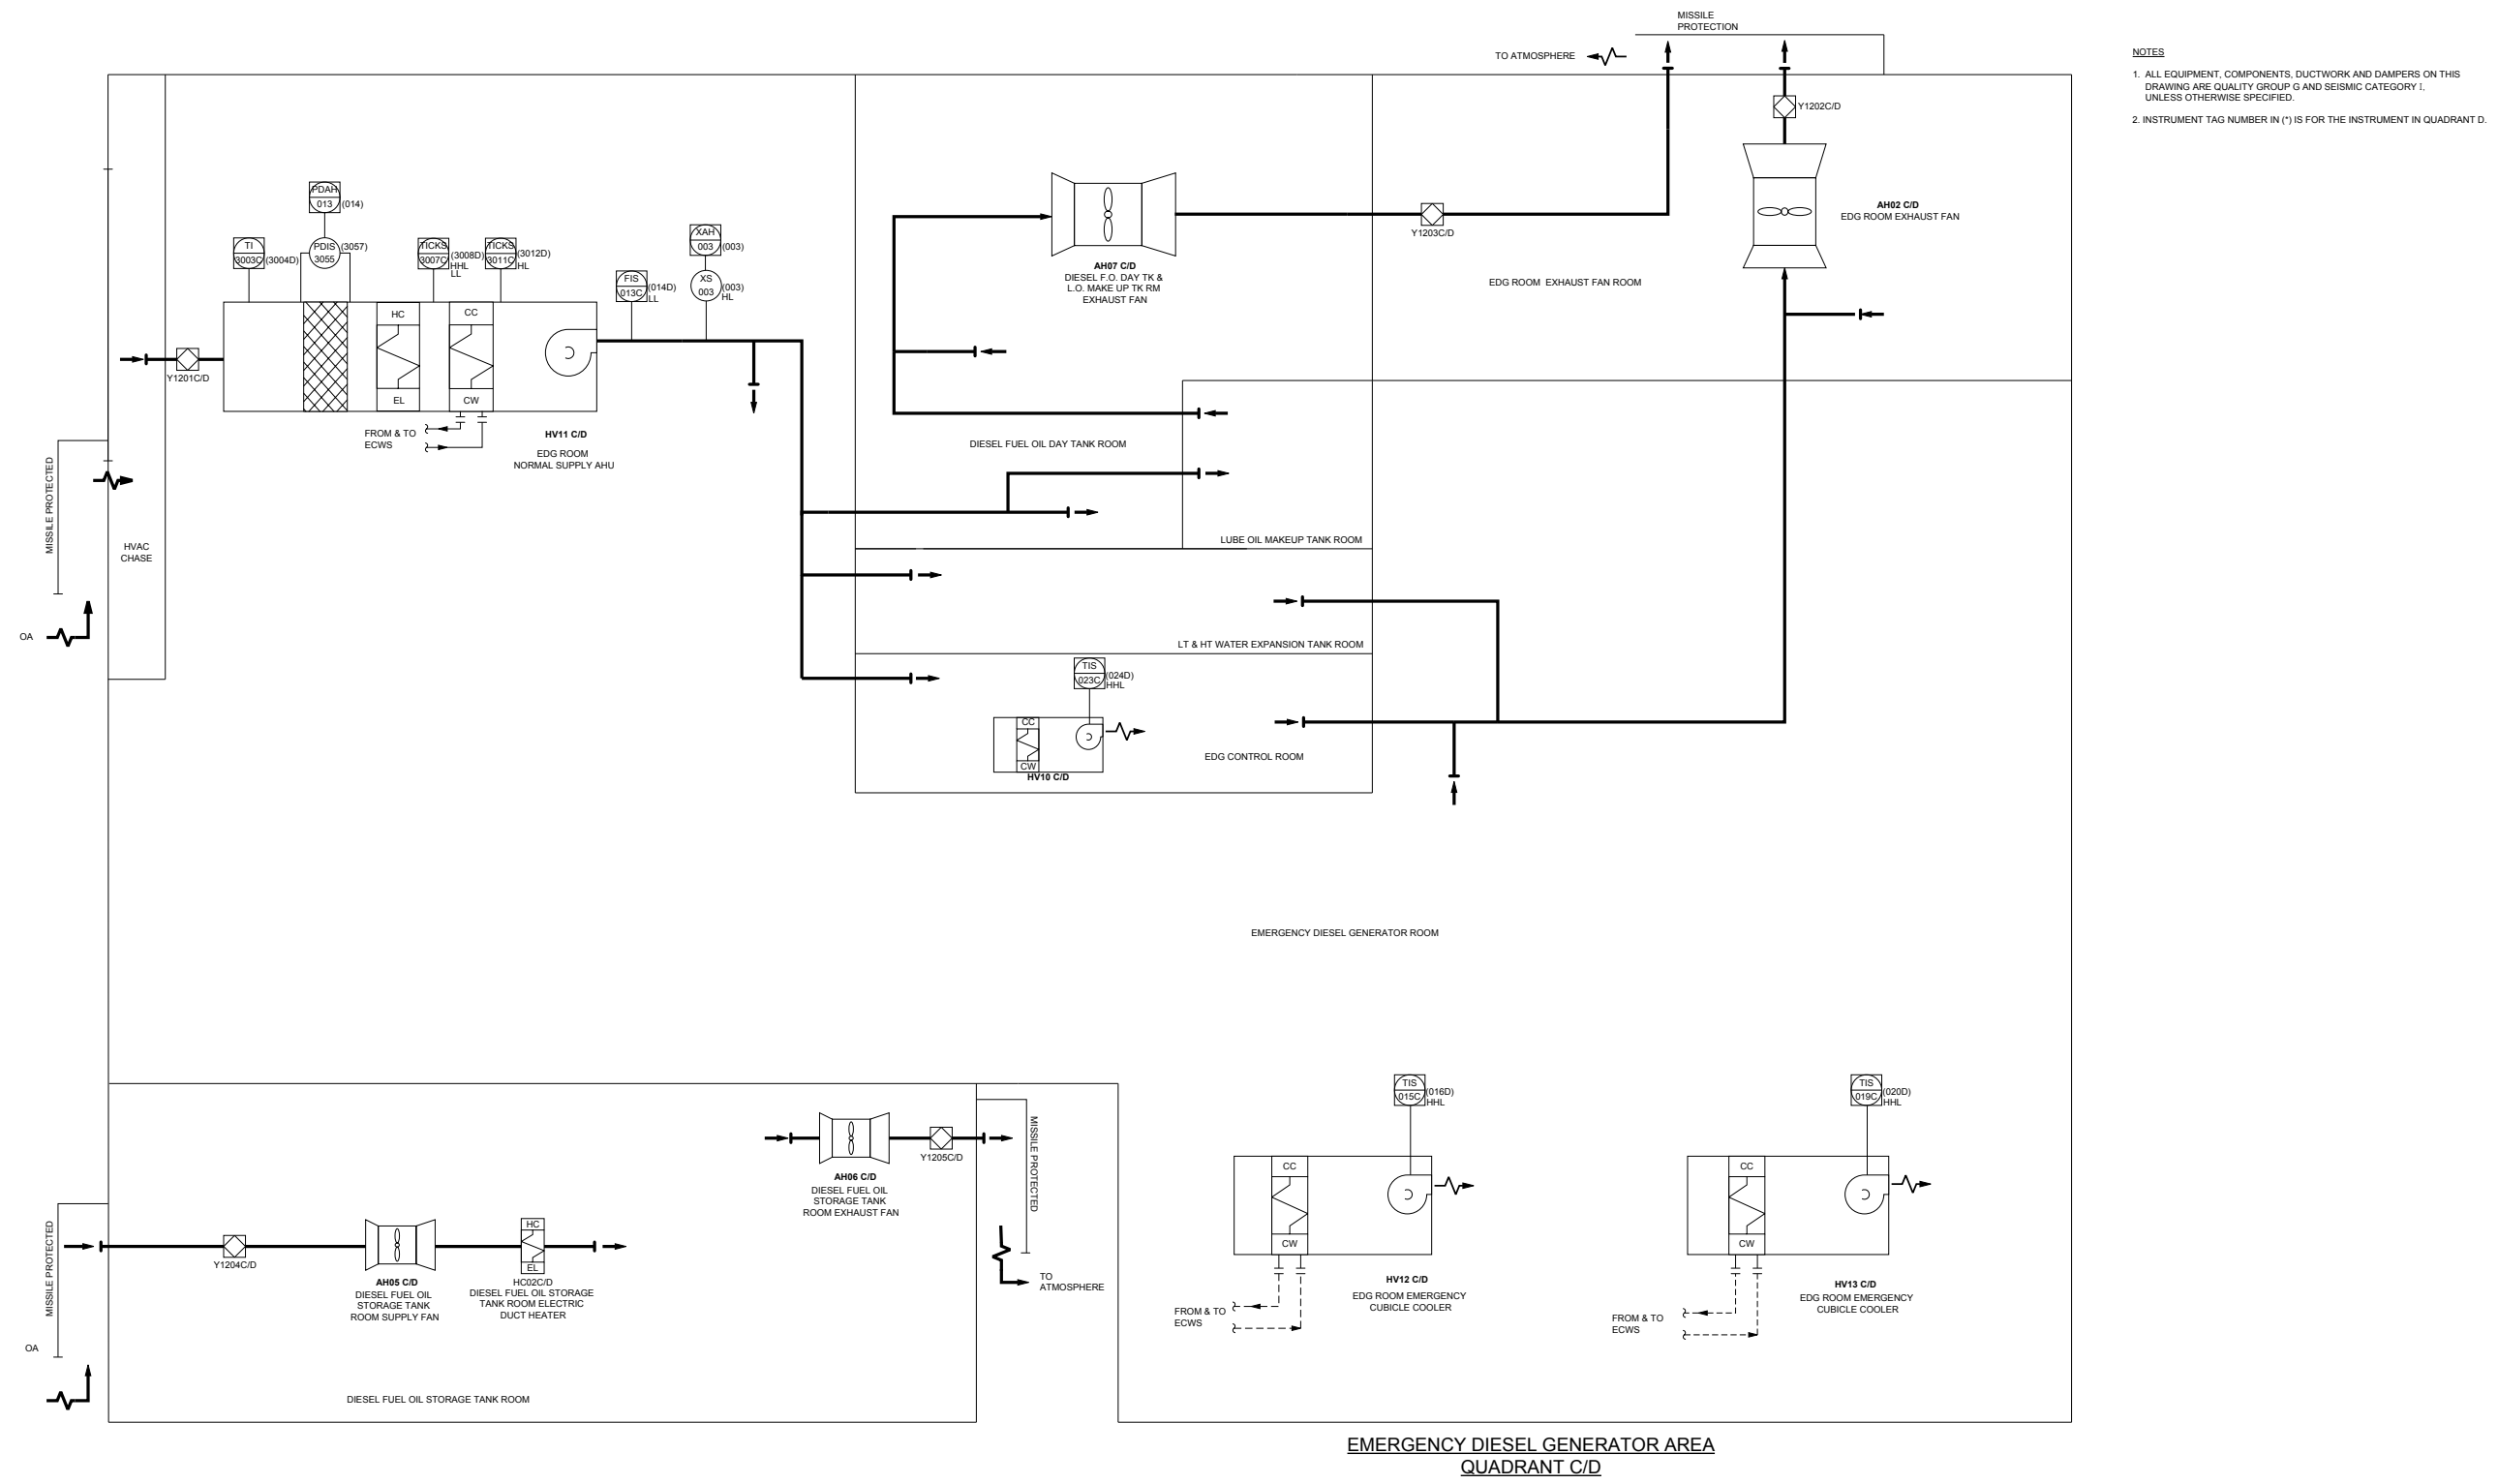 MISSILE
PROTECTION
TO ATMOSPHERE
NOTES
1. ALL EQUIPMENT, COMPONENTS, DUCTWORK AND DAMPERS ON THIS
DRAWING ARE QUALITY GROUP G AND SEISMIC CATEGORY I,
UNLESS OTHERWISE SPECIFIED.
2. INSTRUMENT TAG NUMBER IN (*) IS FOR THE INSTRUMENT IN QUADRANT D.
Y1202C/D
AH02 C/D
EDG ROOM EXHAUST FAN
Y1203C/D
EDG ROOM EXHAUST FAN ROOM
AH07 C/D
DIESEL F.O. DAY TK &
L.O. MAKE UP TK RM
EXHAUST FAN
PDAH
013
(014)
TI
3003C
(3004D)
PDIS
3055
(3057)
TICKS
3007C
(3008D)
HHL
LL
TICKS
3011C
(3012D)
HL
FIS
013C
(014D)
LL
XAH
003
(003)
XS
003
(003)
HL
HC
EL
CC
CW
Y1201C/D
FROM & TO
ECWS
HV11 C/D
EDG ROOM
NORMAL SUPPLY AHU
DIESEL FUEL OIL DAY TANK ROOM
MISSILE PROTECTED
HVAC
CHASE
OA
LUBE OIL MAKEUP TANK ROOM
LT & HT WATER EXPANSION TANK ROOM
TIS
023C
(024D)
HHL
CC
CW
HV10 C/D
EDG CONTROL ROOM
EMERGENCY DIESEL GENERATOR ROOM
MISSILE PROTECTED
Y1205C/D
AH06 C/D
DIESEL FUEL OIL
STORAGE TANK
ROOM EXHAUST FAN
MISSILE PROTECTED
Y1204C/D
AH05 C/D
DIESEL FUEL OIL
STORAGE TANK
ROOM SUPPLY FAN
HC
EL
HC02C/D
DIESEL FUEL OIL STORAGE
TANK ROOM ELECTRIC
DUCT HEATER
TO
ATMOSPHERE
OA
DIESEL FUEL OIL STORAGE TANK ROOM
TIS
015C
(016D)
HHL
CC
CW
FROM & TO
ECWS
HV12 C/D
EDG ROOM EMERGENCY
CUBICLE COOLER
TIS
019C
(020D)
HHL
CC
CW
FROM & TO
ECWS
HV13 C/D
EDG ROOM EMERGENCY
CUBICLE COOLER
EMERGENCY DIESEL GENERATOR AREA
QUADRANT C/D